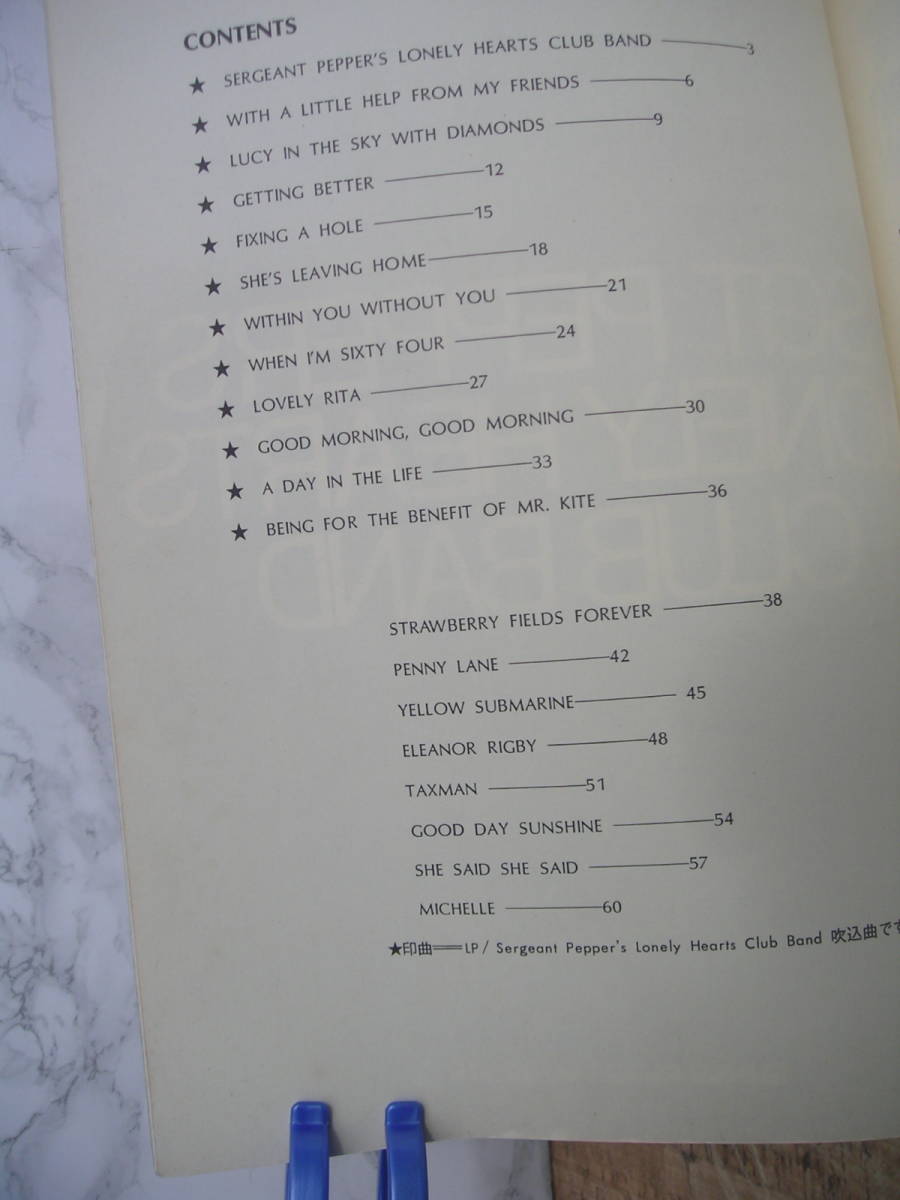 CONTENTS
★ SERGEANT PEPPER'S LONELY HEARTS CLUB BAND 3
★ WITH A LITTLE HELP FROM MY FRIENDS 6
★ LUCY IN THE SKY WITH DIAMONDS 9
★ GETTING BETTER 12
★ FIXING A HOLE 15
★ SHE'S LEAVING HOME 18
★ WITHIN YOU WITHOUT YOU 21
★ WHEN I'M SIXTY FOUR 24
★ LOVELY RITA 27
★ GOOD MORNING, GOOD MORNING 30
★ A DAY IN THE LIFE 33
★ BEING FOR THE BENEFIT OF MR. KITE 36
STRAWBERRY FIELDS FOREVER 38
PENNY LANE 42
YELLOW SUBMARINE 45
ELEANOR RIGBY 48
TAXMAN 51
GOOD DAY SUNSHINE 54
SHE SAID SHE SAID 57
MICHELLE 60
★印曲＝LP/ Sergeant Pepper's Lonely Hearts Club Band 吹込曲です